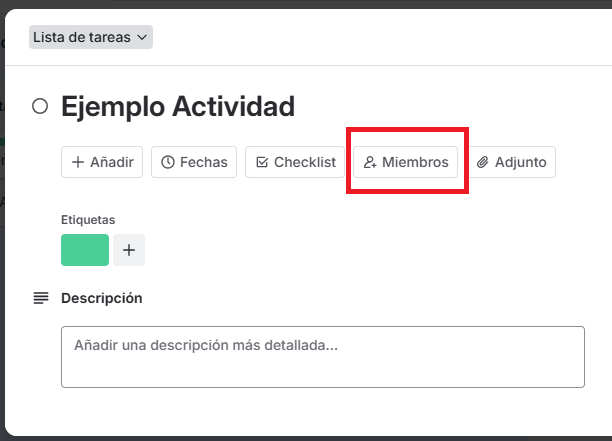 Lista de tareas
Ejemplo Actividad
Añadir
Fechas
Checklist
Miembros
Adjunto
Etiquetas
Descripción
Añadir una descripción más detallada...